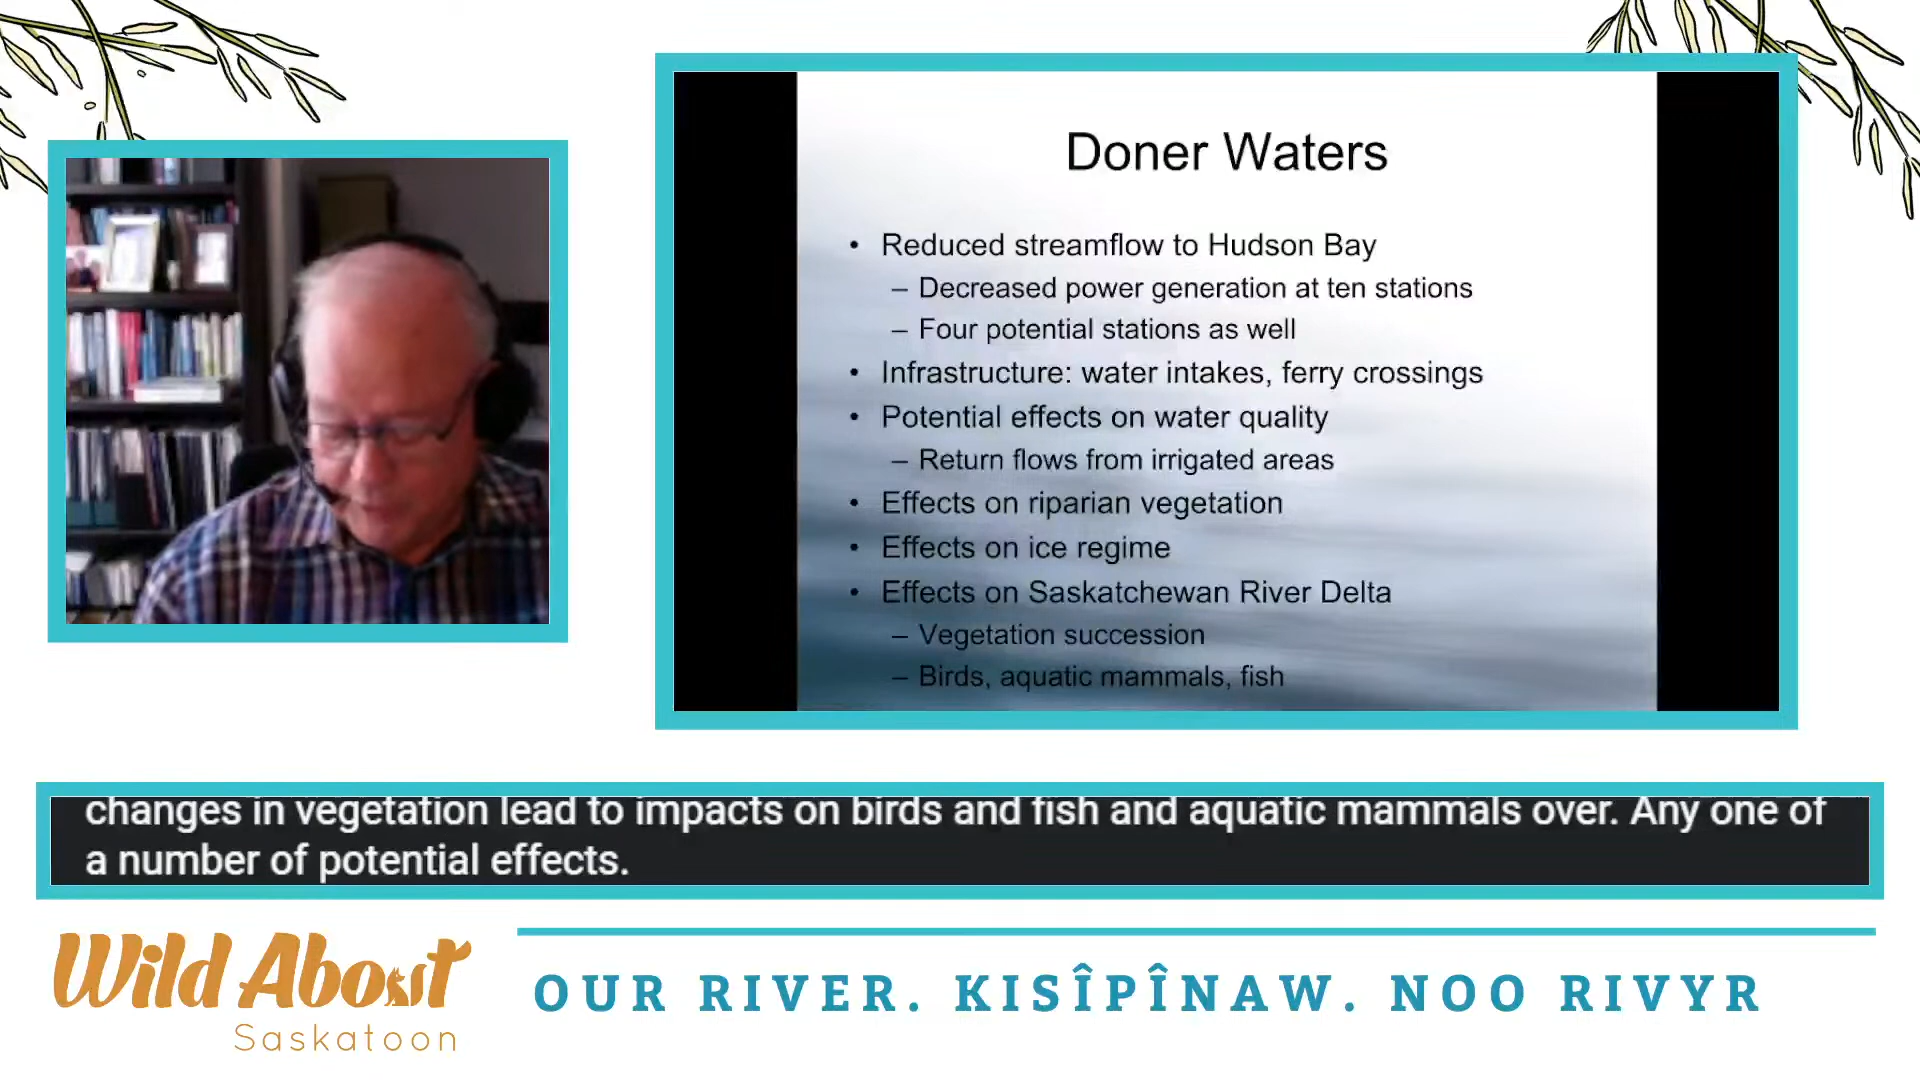 Doner Waters
• Reduced streamflow to Hudson Bay
– Decreased power generation at ten stations
– Four potential stations as well
• Infrastructure: water intakes, ferry crossings
• Potential effects on water quality
– Return flows from irrigated areas
• Effects on riparian vegetation
• Effects on ice regime
• Effects on Saskatchewan River Delta
– Vegetation succession
– Birds, aquatic mammals, fish
changes in vegetation lead to impacts on birds and fish and aquatic mammals over. Any one of
a number of potential effects.
Wild About
Saskatoon
OUR RIVER. KISÎPÎNAW. NOO RIVYR